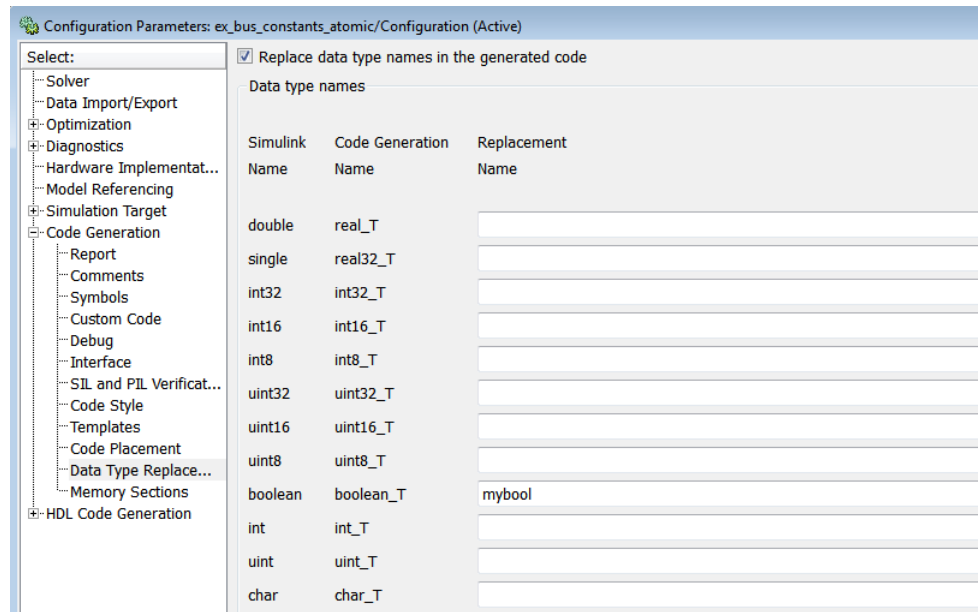 Configuration Parameters: ex_bus_constants_atomic/Configuration (Active)
Select:
Solver
Data Import/Export
Optimization
Diagnostics
Hardware Implementat...
Model Referencing
Simulation Target
Code Generation
Report
Comments
Symbols
Custom Code
Debug
Interface
SIL and PIL Verificat...
Code Style
Templates
Code Placement
Data Type Replace...
Memory Sections
HDL Code Generation
Replace data type names in the generated code
Data type names
Simulink Code Generation Replacement
Name Name Name
double real_T
single real32_T
int32 int32_T
int16 int16_T
int8 int8_T
uint32 uint32_T
uint16 uint16_T
uint8 uint8_T
boolean boolean_T mybool
int int_T
uint uint_T
char char_T